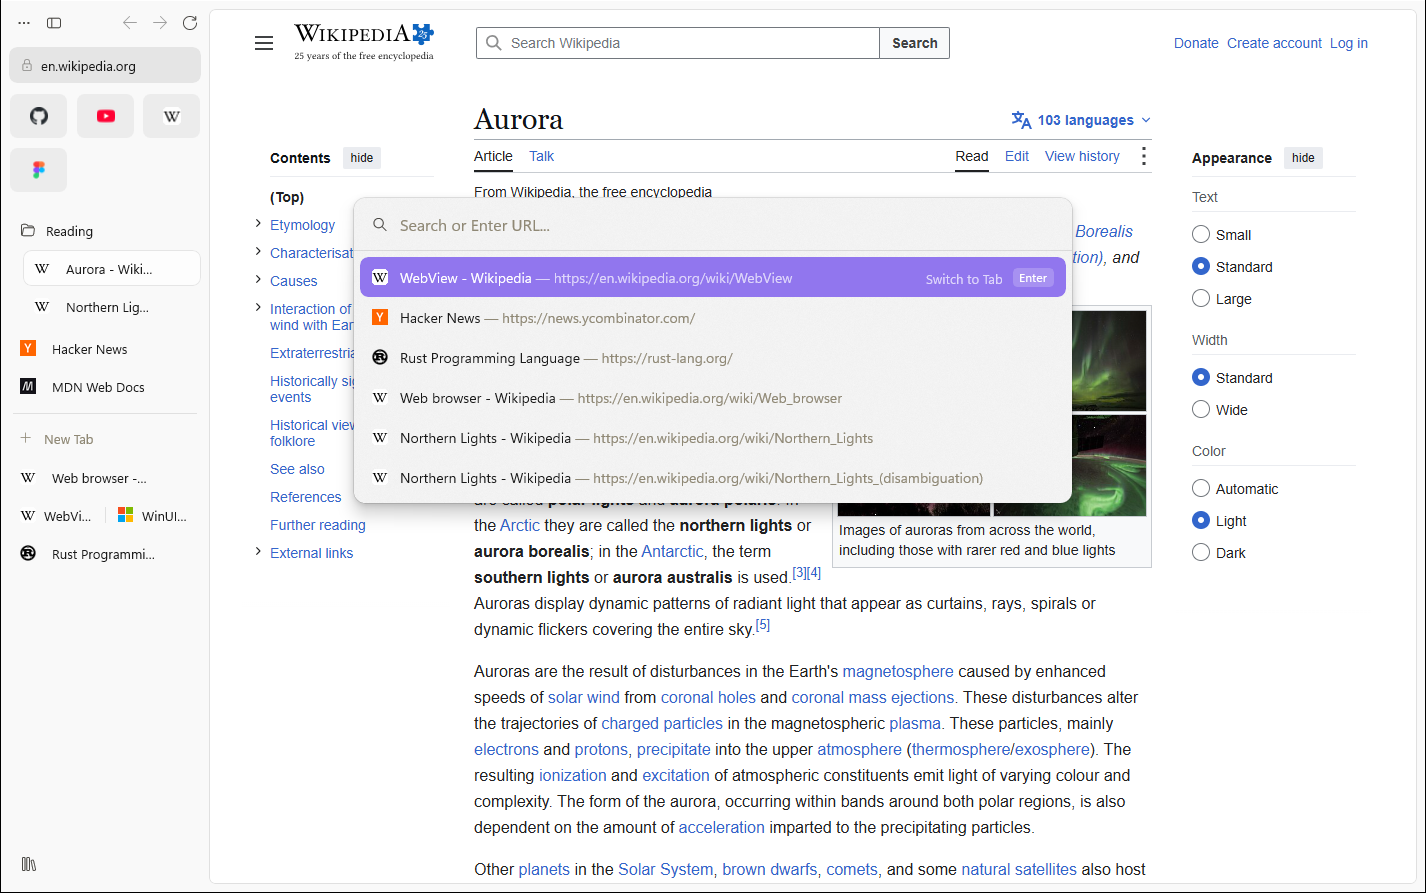 en.wikipedia.org
Reading
Aurora - Wiki...
Northern Lig...
Hacker News
MDN Web Docs
New Tab
Web browser -...
WebVi...
WinUI...
Rust Programmi...
WIKIPEDIA 25
25 years of the free encyclopedia
Search Wikipedia
Search
Donate
Create account
Log in
Contents
hide
(Top)
Etymology
Characterisat
Causes
Interaction of
wind with Ear
Extraterrestria
Historically si
events
Historical view
folklore
See also
References
Further reading
External links
Aurora
103 languages
Article
Talk
Read
Edit
View history
From Wikipedia, the free encyclopedia
Borealis
tion), and
Search or Enter URL...
WebView - Wikipedia — https://en.wikipedia.org/wiki/WebView
Switch to Tab
Enter
Hacker News — https://news.ycombinator.com/
Rust Programming Language — https://rust-lang.org/
Web browser - Wikipedia — https://en.wikipedia.org/wiki/Web_browser
Northern Lights - Wikipedia — https://en.wikipedia.org/wiki/Northern_Lights
Northern Lights - Wikipedia — https://en.wikipedia.org/wiki/Northern_Lights_(disambiguation)
are called polar lights and aurora polaris. In
the Arctic they are called the northern lights or
aurora borealis; in the Antarctic, the term
southern lights or aurora australis is used.[3][4]
Auroras display dynamic patterns of radiant light that appear as curtains, rays, spirals or
dynamic flickers covering the entire sky.[5]
Images of auroras from across the world,
including those with rarer red and blue lights
Auroras are the result of disturbances in the Earth's magnetosphere caused by enhanced
speeds of solar wind from coronal holes and coronal mass ejections. These disturbances alter
the trajectories of charged particles in the magnetospheric plasma. These particles, mainly
electrons and protons, precipitate into the upper atmosphere (thermosphere/exosphere). The
resulting ionization and excitation of atmospheric constituents emit light of varying colour and
complexity. The form of the aurora, occurring within bands around both polar regions, is also
dependent on the amount of acceleration imparted to the precipitating particles.
Other planets in the Solar System, brown dwarfs, comets, and some natural satellites also host
Appearance
hide
Text
Small
Standard
Large
Width
Standard
Wide
Color
Automatic
Light
Dark